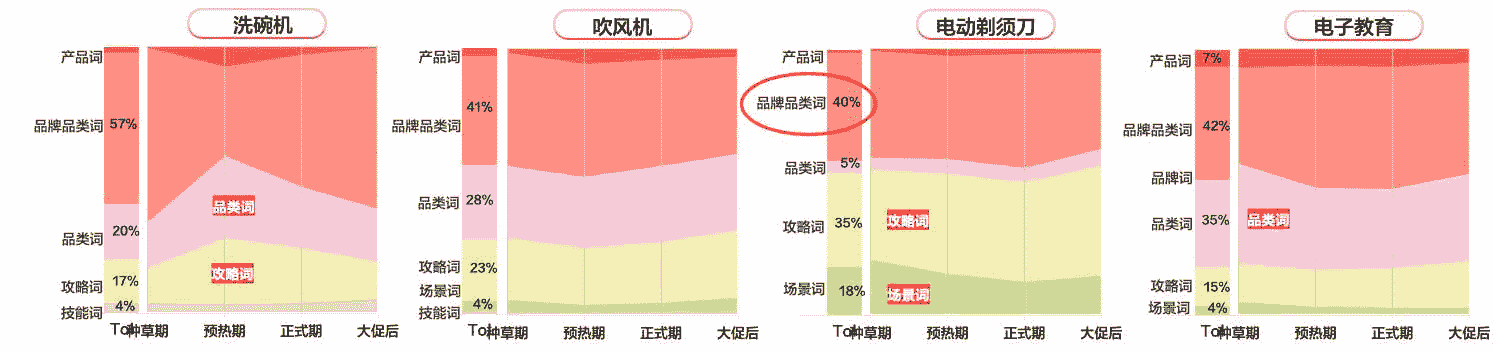 洗碗机
产品词
品牌品类词
57%
品类词
20%
攻略词
17%
技能词
4%
品类词
攻略词
种草期
预热期
正式期
大促后
吹风机
产品词
品牌品类词
41%
品类词
28%
攻略词
23%
场景词
4%
技能词
种草期
预热期
正式期
大促后
电动剃须刀
产品词
品牌品类词
40%
品类词
5%
攻略词
35%
场景词
18%
攻略词
场景词
种草期
预热期
正式期
大促后
电子教育
产品词
7%
品牌品类词
42%
品牌词
品类词
35%
攻略词
15%
场景词
4%
品类词
种草期
预热期
正式期
大促后